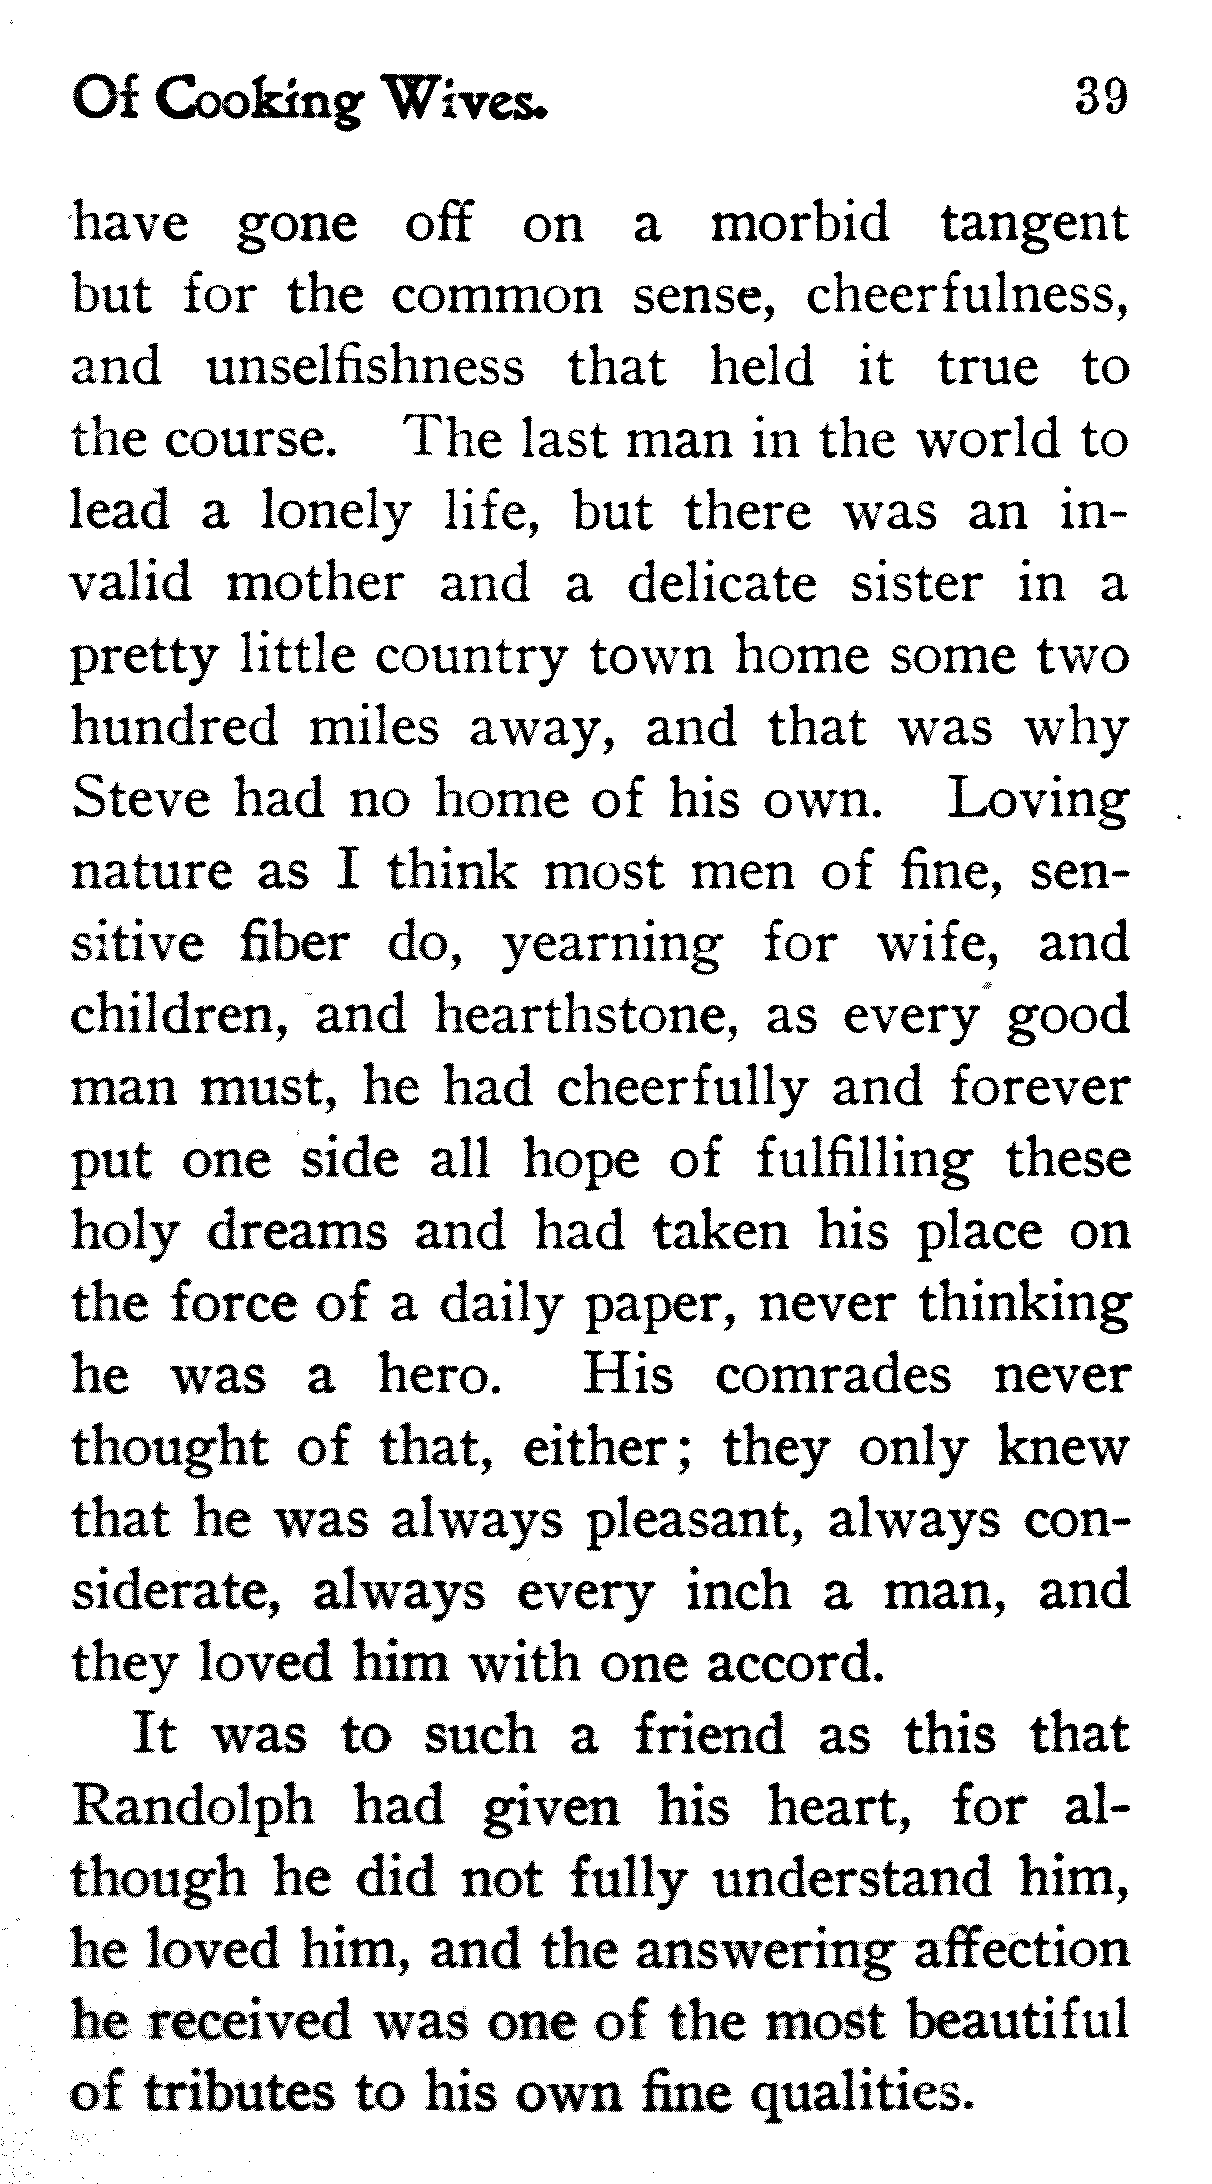 Of Cooking Wives. 39
have gone off on a morbid tangent
but for the common sense, cheerfulness,
and unselfishness that held it true to
the course. The last man in the world to
lead a lonely life, but there was an in-
valid mother and a delicate sister in a
pretty little country town home some two
hundred miles away, and that was why
Steve had no home of his own. Loving
nature as I think most men of fine, sen-
sitive fiber do, yearning for wife, and
children, and hearthstone, as every good
man must, he had cheerfully and forever
put one side all hope of fulfilling these
holy dreams and had taken his place on
the force of a daily paper, never thinking
he was a hero. His comrades never
thought of that, either; they only knew
that he was always pleasant, always con-
siderate, always every inch a man, and
they loved him with one accord.
It was to such a friend as this that
Randolph had given his heart, for al-
though he did not fully understand him,
he loved him, and the answering affection
he received was one of the most beautiful
of tributes to his own fine qualities.